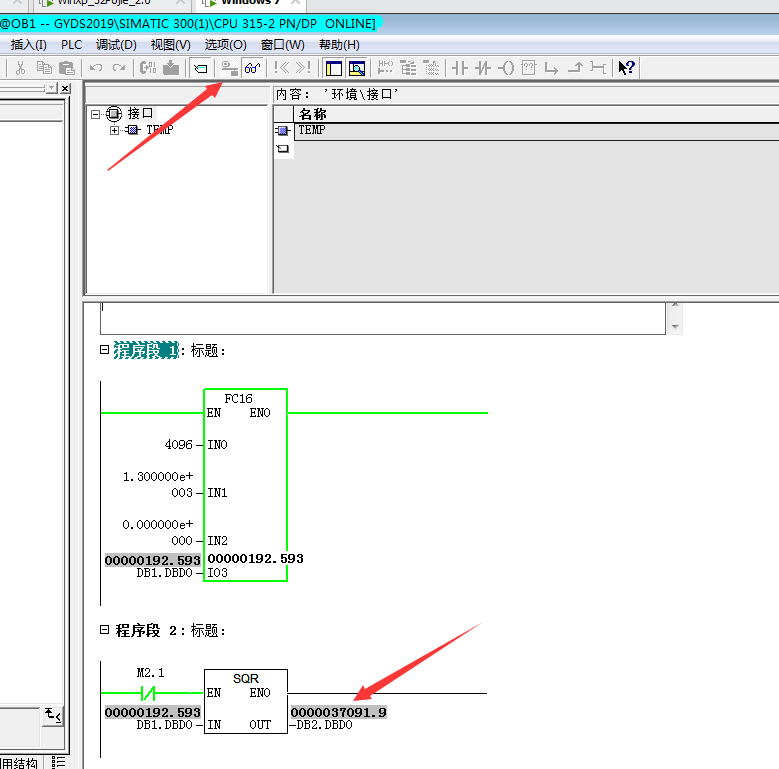 Windows 7
@OB1 -- GYDS2019\SIMATIC 300(1)\CPU 315-2 PN/DP  ONLINE]
插入(I) PLC 调试(D) 视图(V) 选项(O) 窗口(W) 帮助(H)
内容: '环境\接口'
接口
名称
TEMP
TEMP
程序段 1: 标题:
FC16
EN ENO
4096 IN0
1.300000e+
003 IN1
0.000000e+
000 IN2
00000192.593 00000192.593
DB1.DBD0 IO3
程序段 2: 标题:
M2.1
SQR
EN ENO
00000192.593 0000037091.9
DB1.DBD0 IN OUT DB2.DBD0
用结构